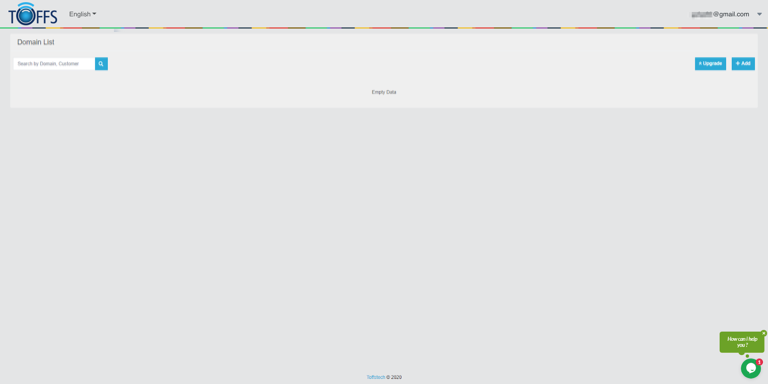 TOFFS
English
@gmail.com
Domain List
Search by Domain, Customer
Upgrade
+ Add
Empty Data
How can I help
you ?
1
Toffstech © 2020